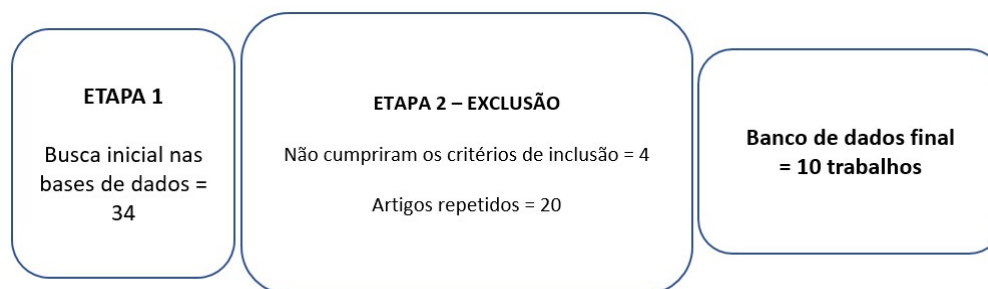 ETAPA 1
Busca inicial nas
bases de dados =
34
ETAPA 2 – EXCLUSÃO
Não cumpriram os critérios de inclusão = 4
Artigos repetidos = 20
Banco de dados final
= 10 trabalhos